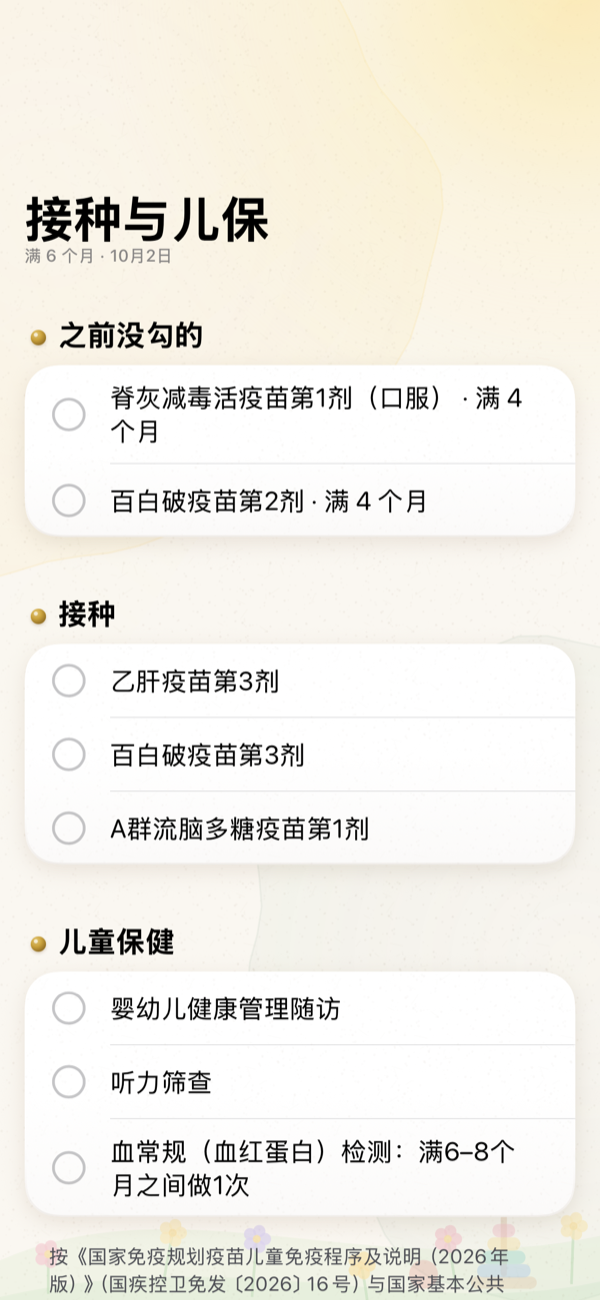 接种与儿保
满 6 个月 · 10月2日
之前没勾的
脊灰减毒活疫苗第1剂（口服） · 满 4
个月
百白破疫苗第2剂 · 满 4 个月
接种
乙肝疫苗第3剂
百白破疫苗第3剂
A群流脑多糖疫苗第1剂
儿童保健
婴幼儿健康管理随访
听力筛查
血常规（血红蛋白）检测：满6–8个
月之间做1次
按《国家免疫规划疫苗儿童免疫程序及说明（2026年
版）》（国疾控卫免发〔2026〕16号）与国家基本公共